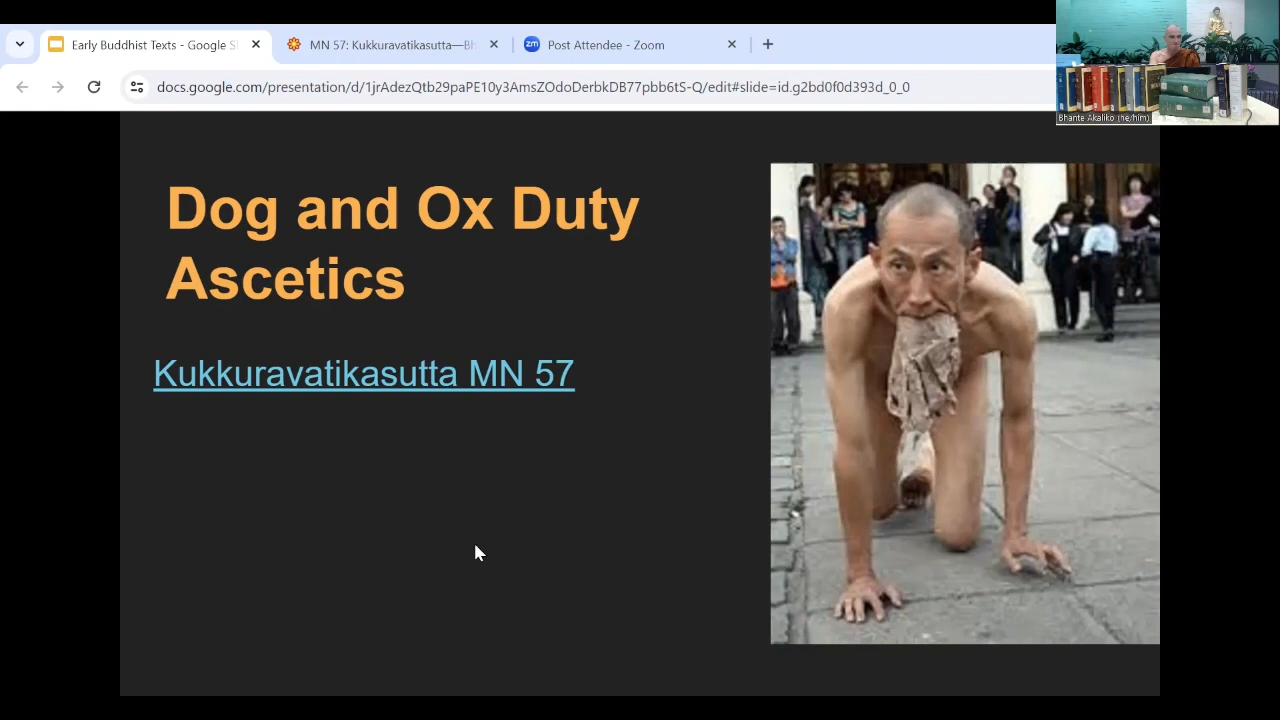 Early Buddhist Texts - Google Sl
MN 57: Kukkuravatikasutta—Bh
Post Attendee - Zoom
docs.google.com/presentation/d/1jrAdezQtb29paPE10y3AmsZOdoDerbkDB77pbb6tS-Q/edit#slide=id.g2bd0f0d393d_0_0
Bhante Akaliko (he/him)
Dog and Ox Duty
Ascetics
Kukkuravatikasutta MN 57